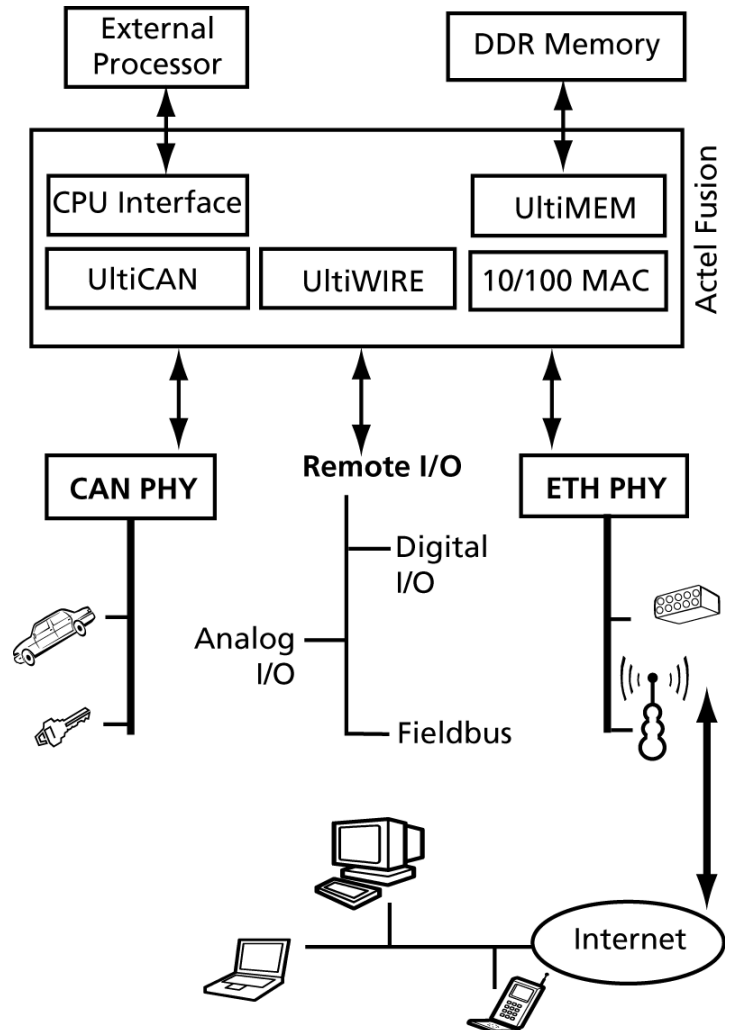 External
Processor
DDR Memory
CPU Interface
UltiMEM
UltiCAN
UltiWIRE
10/100 MAC
Actel Fusion
CAN PHY
Remote I/O
ETH PHY
Digital
I/O
Analog
I/O
Fieldbus
Internet